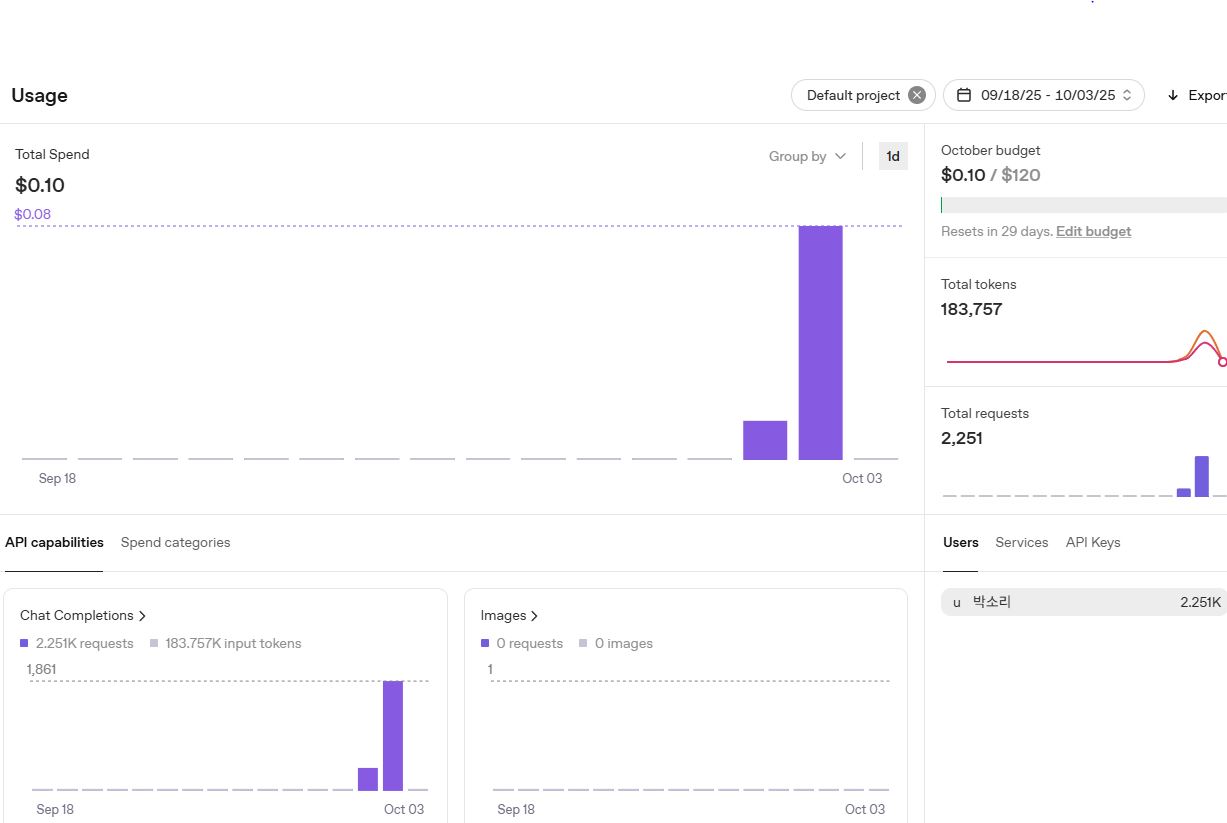 Usage
Default project
09/18/25 - 10/03/25
Export
Total Spend
Group by
1d
$0.10
$0.08
Sep 18
Oct 03
October budget
$0.10 / $120
Resets in 29 days. Edit budget
Total tokens
183,757
Total requests
2,251
API capabilities
Spend categories
Chat Completions
2.251K requests
183.757K input tokens
1,861
Sep 18
Oct 03
Images
0 requests
0 images
1
Sep 18
Oct 03
Users
Services
API Keys
u 박소리
2.251K